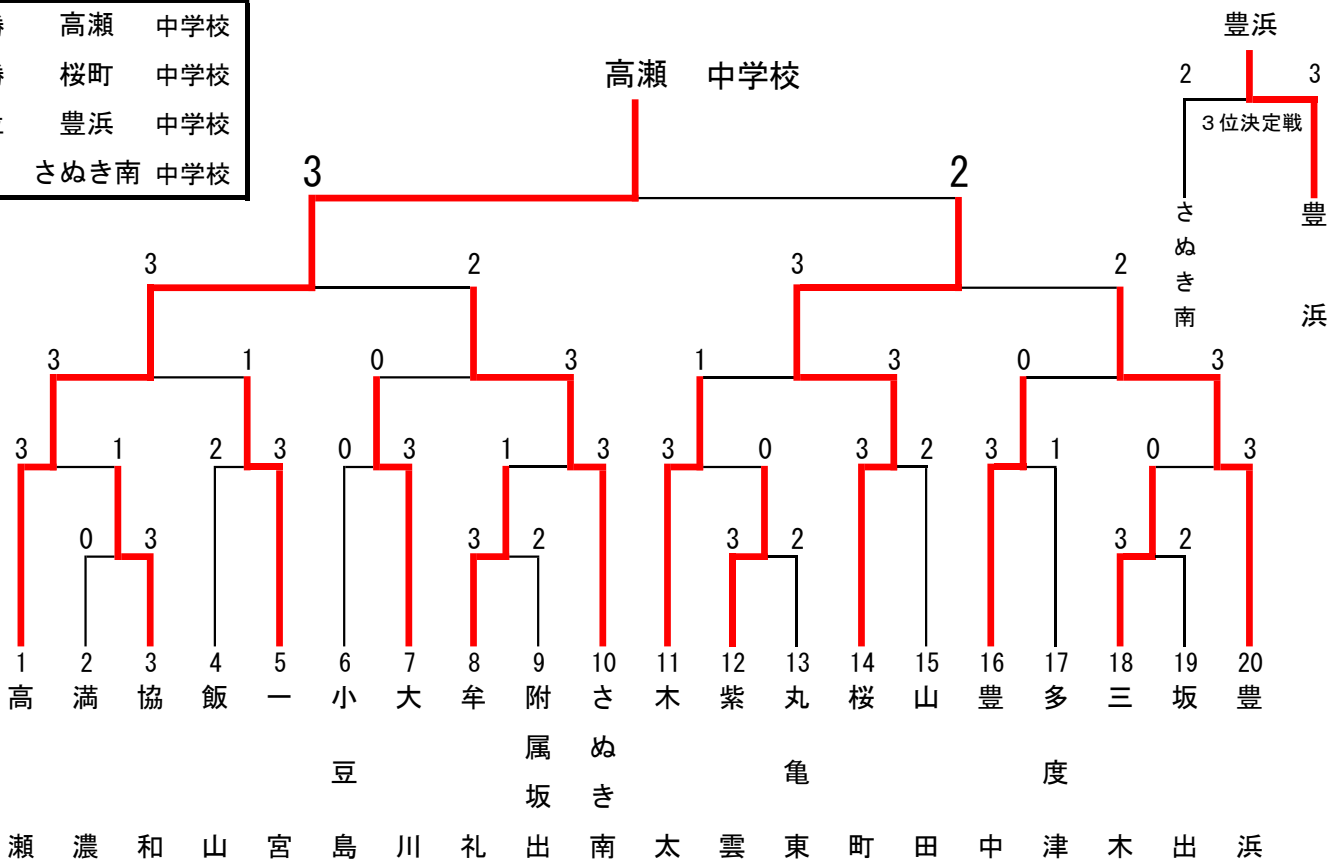 勝 高瀬 中学校
勝 桜町 中学校
位 豊浜 中学校
さぬき南 中学校
高瀬 中学校
豊浜
2 3
3位決定戦
さぬき南
豊浜
3 2
3 2 3 2
3 1 0 3 1 3 0 3
3 1 2 3 0 3 1 3 3 0 3 2 3 1 0 3
0 3 3 2 3 2 3 2
1 2 3 4 5 6 7 8 9 10 11 12 13 14 15 16 17 18 19 20
高瀬
満濃
協和
飯山
一宮
小豆島
大川
牟礼
附属坂出
さぬき南
木太
紫雲
丸亀東
桜町
山田
豊中
多度津
三木
坂出
豊浜